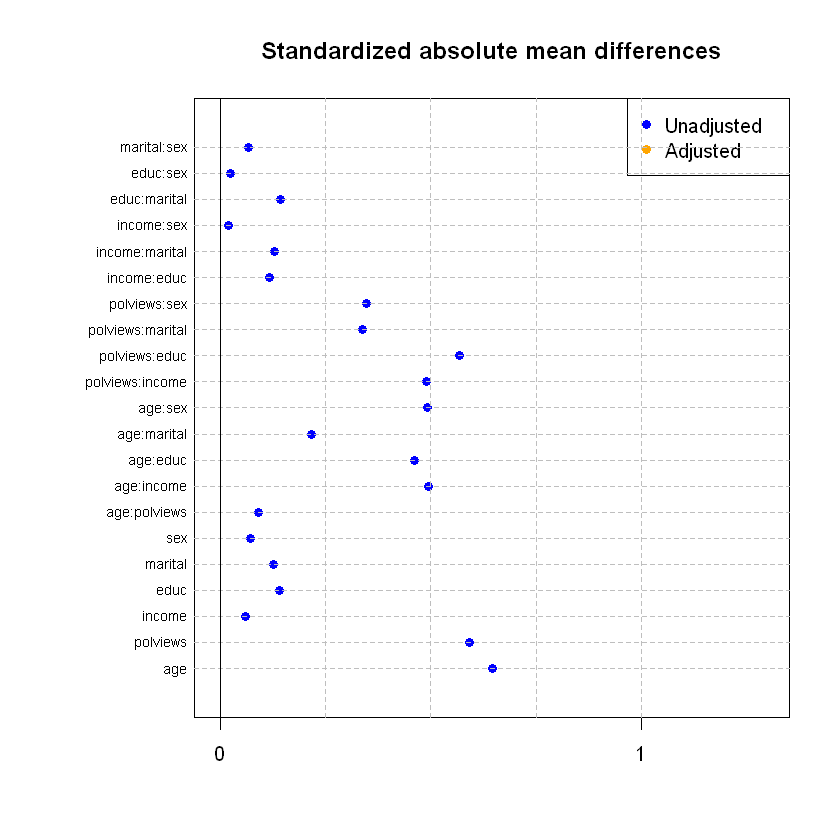 Standardized absolute mean differences
Unadjusted
Adjusted
marital:sex
educ:sex
educ:marital
income:sex
income:marital
income:educ
polviews:sex
polviews:marital
polviews:educ
polviews:income
age:sex
age:marital
age:educ
age:income
age:polviews
sex
marital
educ
income
polviews
age
0 1